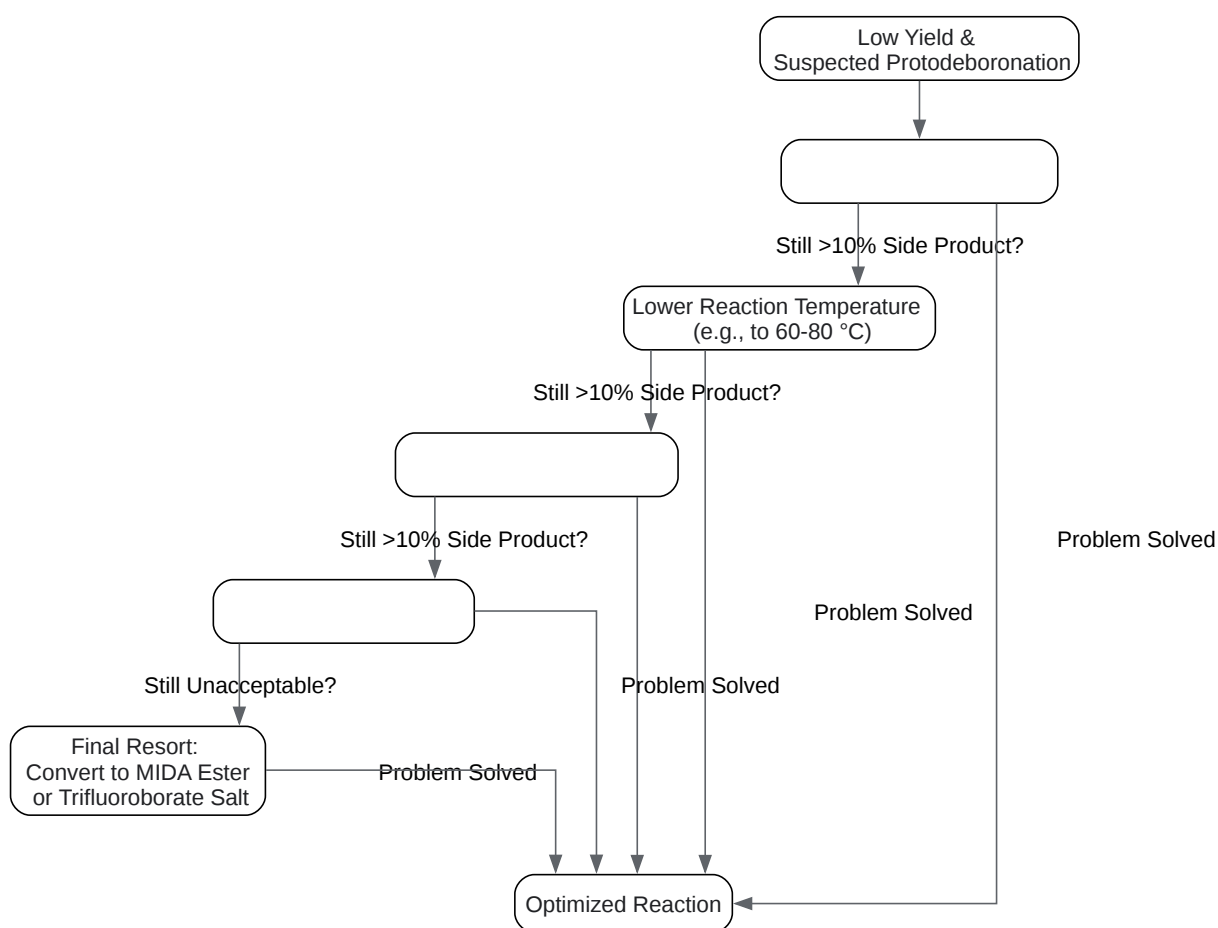 Low Yield &
Suspected Protodeboronation
Still >10% Side Product?
Lower Reaction Temperature
(e.g., to 60-80 °C)
Still >10% Side Product?
Still >10% Side Product?
Problem Solved
Problem Solved
Still Unacceptable?
Problem Solved
Final Resort:
Convert to MIDA Ester
or Trifluoroborate Salt
Problem Solved
Optimized Reaction